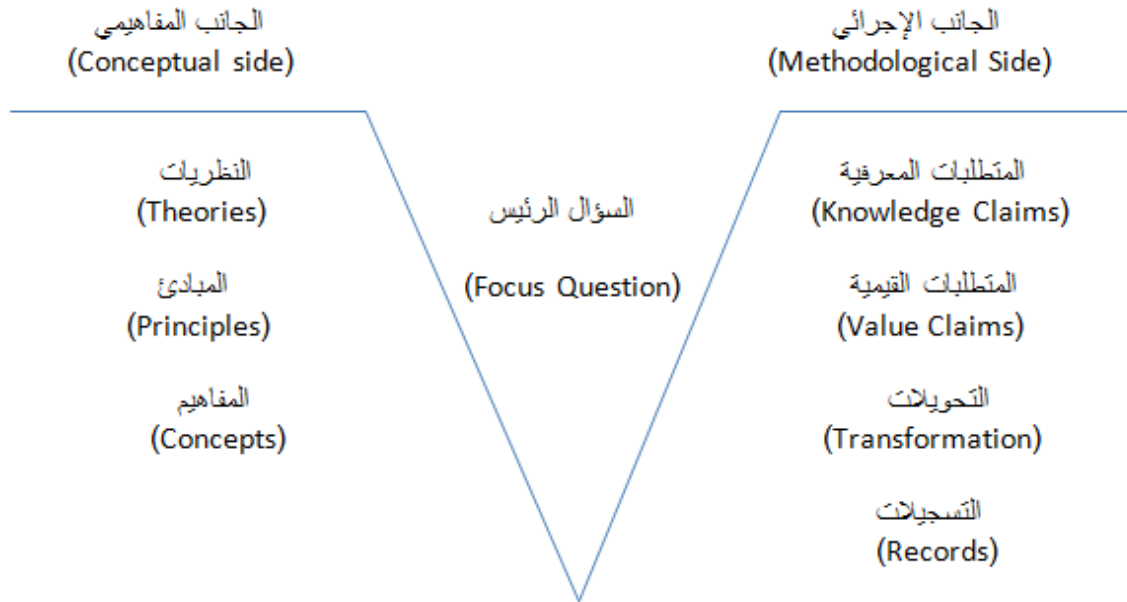 الجانب المفاهيمي
(Conceptual side)
النظريات
(Theories)
المبادئ
(Principles)
المفاهيم
(Concepts)
السؤال الرئيس
(Focus Question)
الجانب الإجرائي
(Methodological Side)
المتطلبات المعرفية
(Knowledge Claims)
المتطلبات القيمية
(Value Claims)
التحويلات
(Transformation)
التسجيلات
(Records)